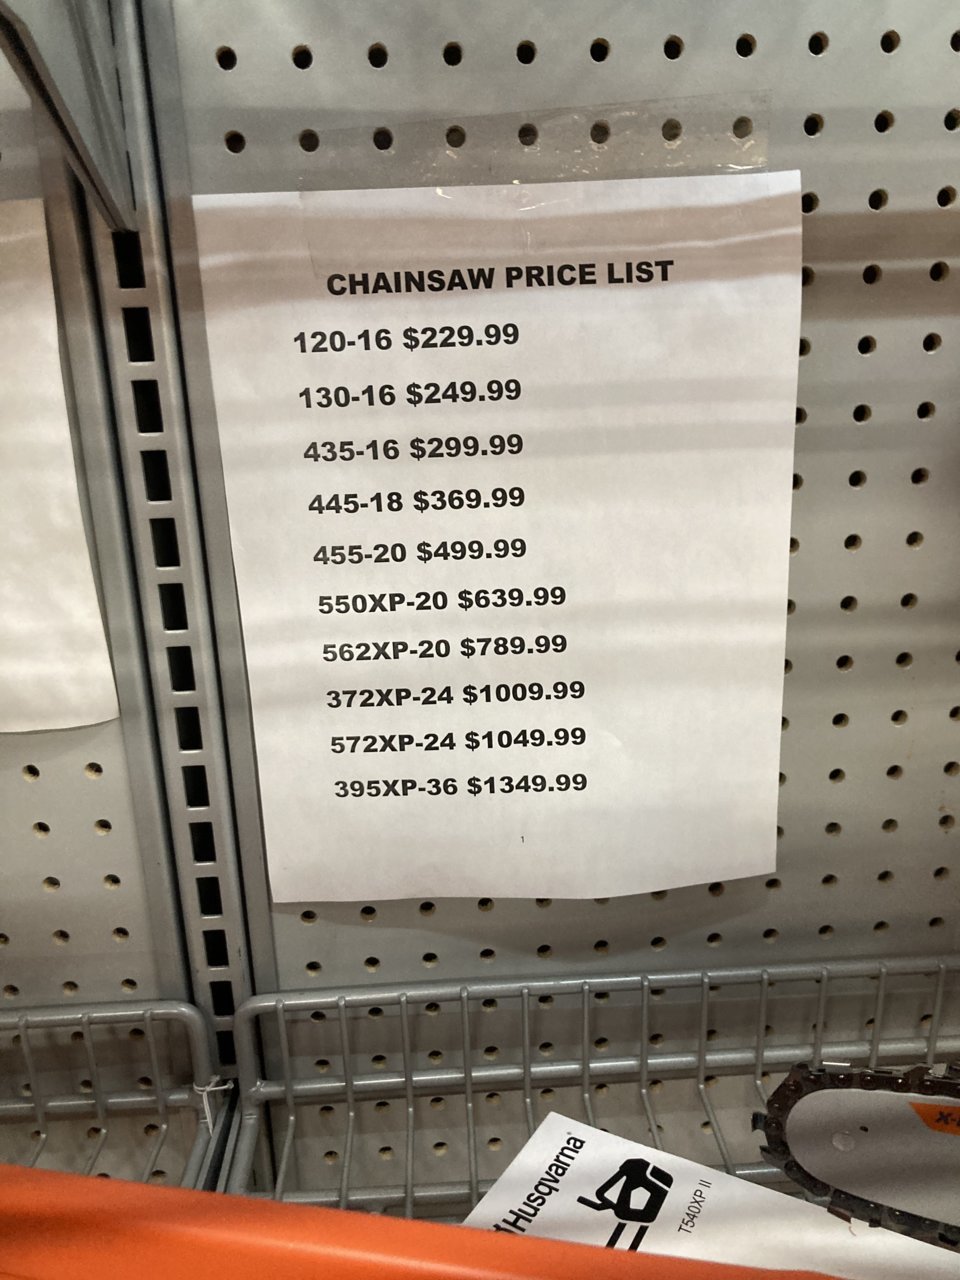 CHAINSAW PRICE LIST
120-16 $229.99
130-16 $249.99
435-16 $299.99
445-18 $369.99
455-20 $499.99
550XP-20 $639.99
562XP-20 $789.99
372XP-24 $1009.99
572XP-24 $1049.99
395XP-36 $1349.99
1
Husqvarna
T540XP II